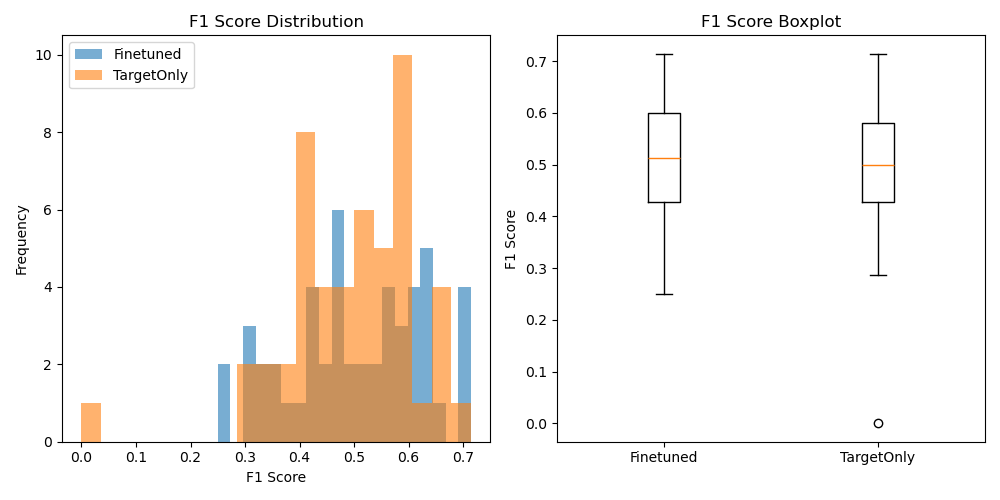 F1 Score Distribution
Finetuned
TargetOnly
Frequency
10
8
6
4
2
0
0.0 0.1 0.2 0.3 0.4 0.5 0.6 0.7
F1 Score
F1 Score Boxplot
F1 Score
0.7
0.6
0.5
0.4
0.3
0.2
0.1
0.0
Finetuned TargetOnly